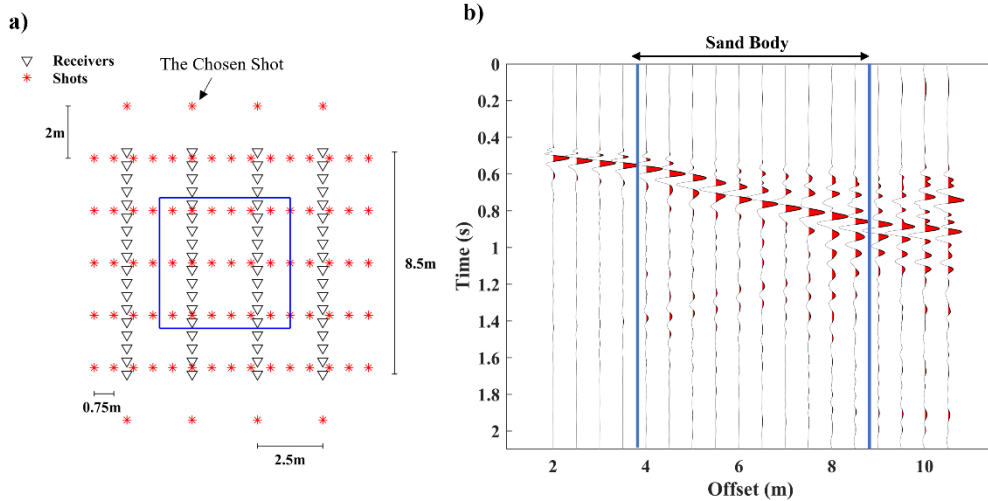 a)
Receivers
Shots
The Chosen Shot
2m
8.5m
0.75m
2.5m
b)
Sand Body
0
0.2
0.4
0.6
0.8
1
1.2
1.4
1.6
1.8
2
Time (s)
2
4
6
8
10
Offset (m)